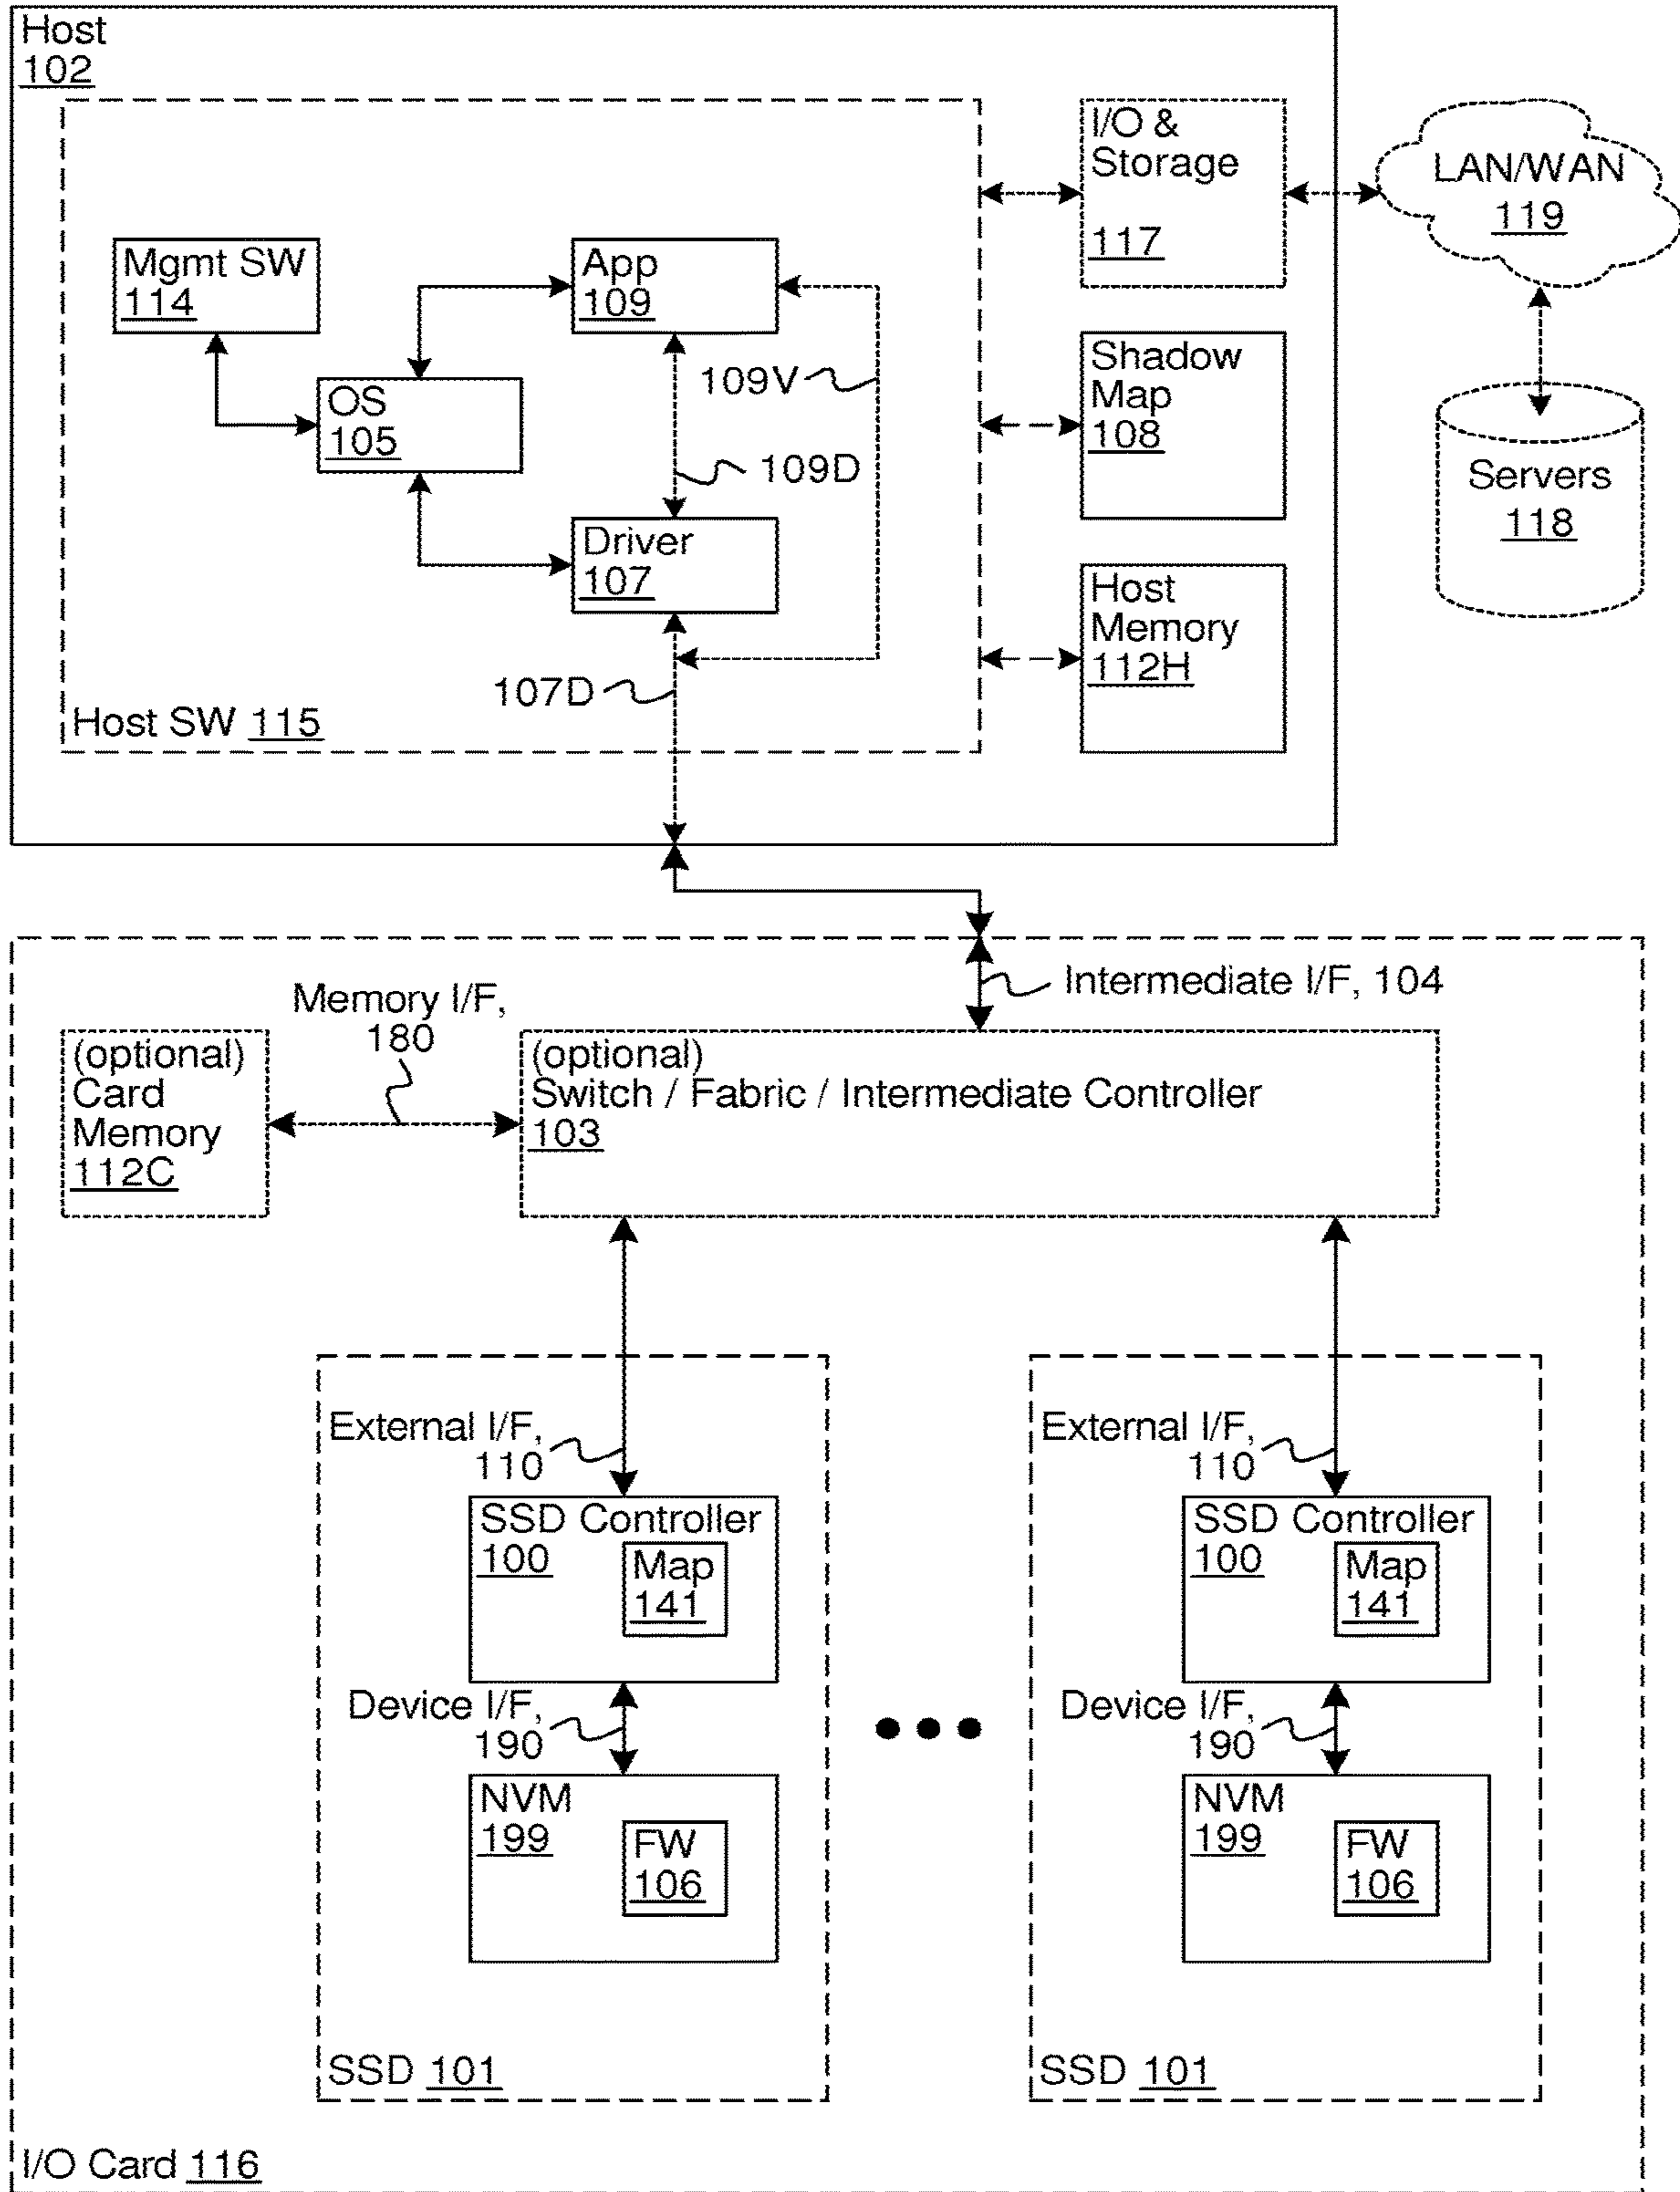 Host
102
I/O &
Storage
117
LAN/WAN
119
Mgmt SW
114
App
109
Shadow
Map
108
109V
OS
105
109D
Servers
118
Driver
107
Host
Memory
112H
107D
Host SW 115
Intermediate I/F, 104
Memory I/F,
180
(optional)
Card
Memory
112C
(optional)
Switch / Fabric / Intermediate Controller
103
External I/F,
110
SSD Controller
100
Map
141
Device I/F,
190
NVM
199
FW
106
SSD 101
External I/F,
110
SSD Controller
100
Map
141
Device I/F,
190
NVM
199
FW
106
SSD 101
I/O Card 116